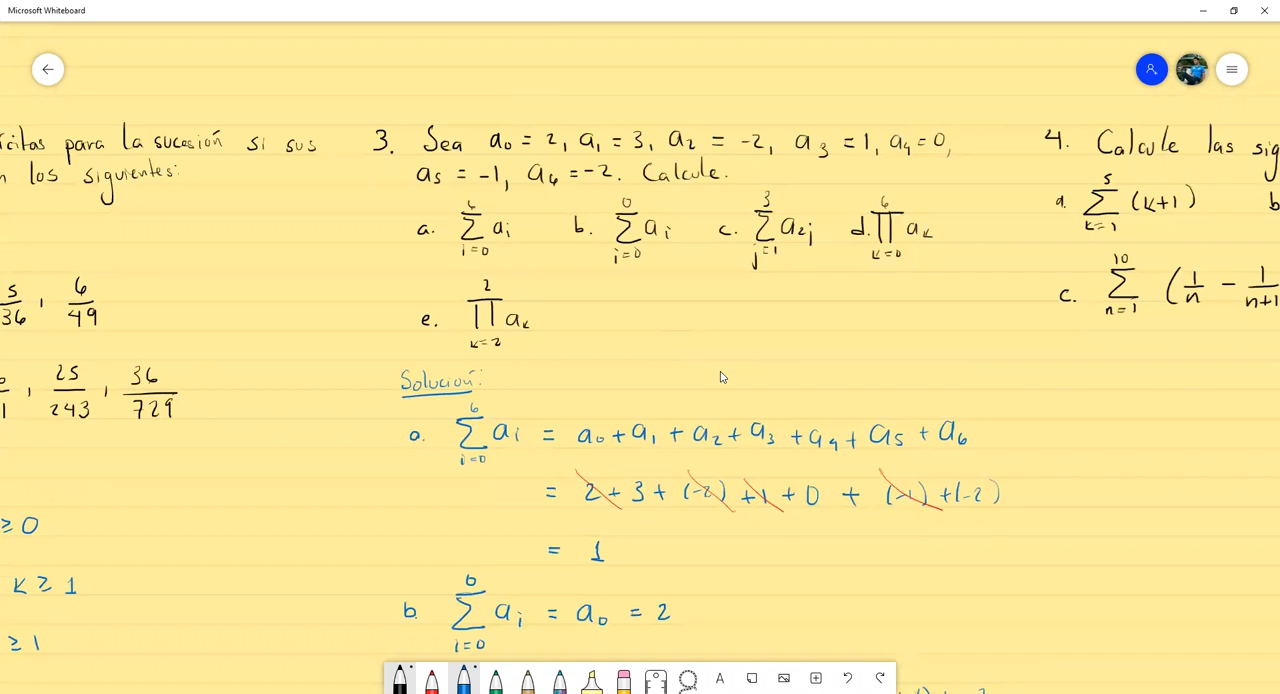 Microsoft Whiteboard
citas para la sucesión si sus
n los siguientes:
5/36 , 6/49
, 25/243 , 36/729
≥ 0
k ≥ 1
≥ 1
3. Sea a₀ = 2, a₁ = 3, a₂ = -2, a₃ = 1, a₄ = 0,
a₅ = -1, a₆ = -2. Calcule.
a. ∑_{i=0}^{6} aᵢ b. ∑_{i=0}^{0} aᵢ c. ∑_{j=1}^{3} a_{2j} d. ∏_{k=0}^{6} aₖ
e. ∏_{k=2}^{2} aₖ
Solución:
a. ∑_{i=0}^{6} aᵢ = a₀ + a₁ + a₂ + a₃ + a₄ + a₅ + a₆
= 2 + 3 + (-2) + 1 + 0 + (-1) + (-2)
= 1
b. ∑_{i=0}^{0} aᵢ = a₀ = 2
4. Calcule las sig
a. ∑_{k=1}^{5} (k+1) b
c. ∑_{n=1}^{10} (1/n - 1/n+1